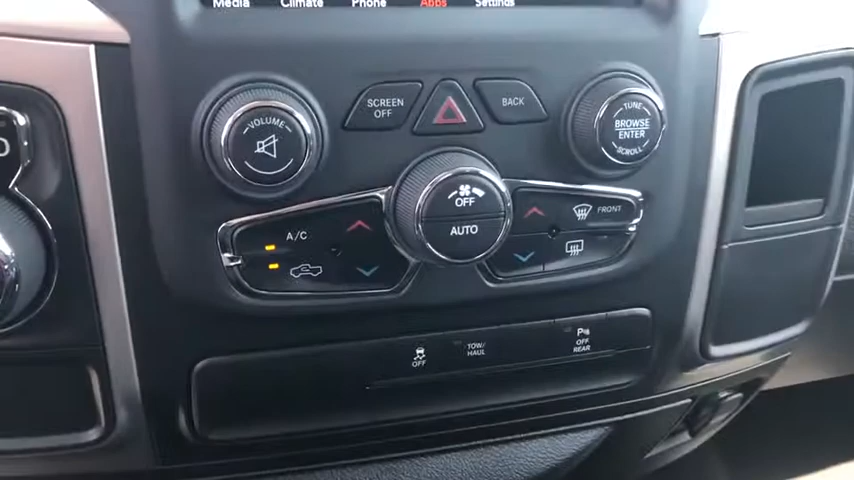 Media Climate Phone Apps Settings
SCREEN
OFF
BACK
VOLUME
TUNE
BROWSE
ENTER
SCROLL
OFF
AUTO
A/C
FRONT
OFF
TOW/
HAUL
OFF
REAR